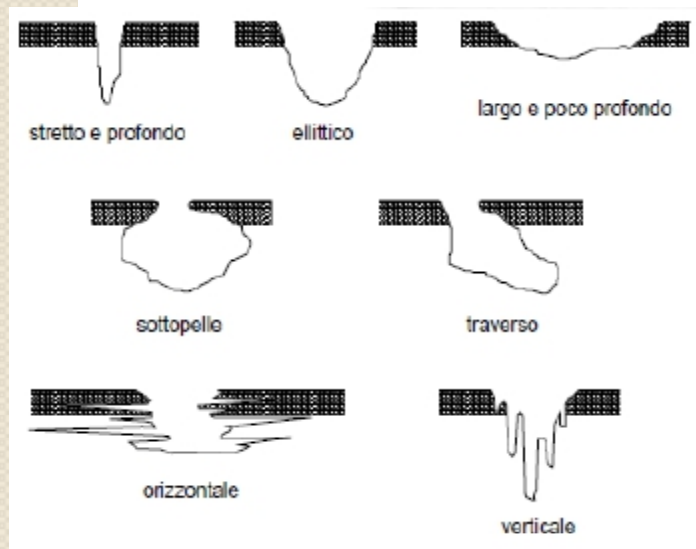 stretto e profondo
ellittico
largo e poco profondo
sottopelle
traverso
orizzontale
verticale